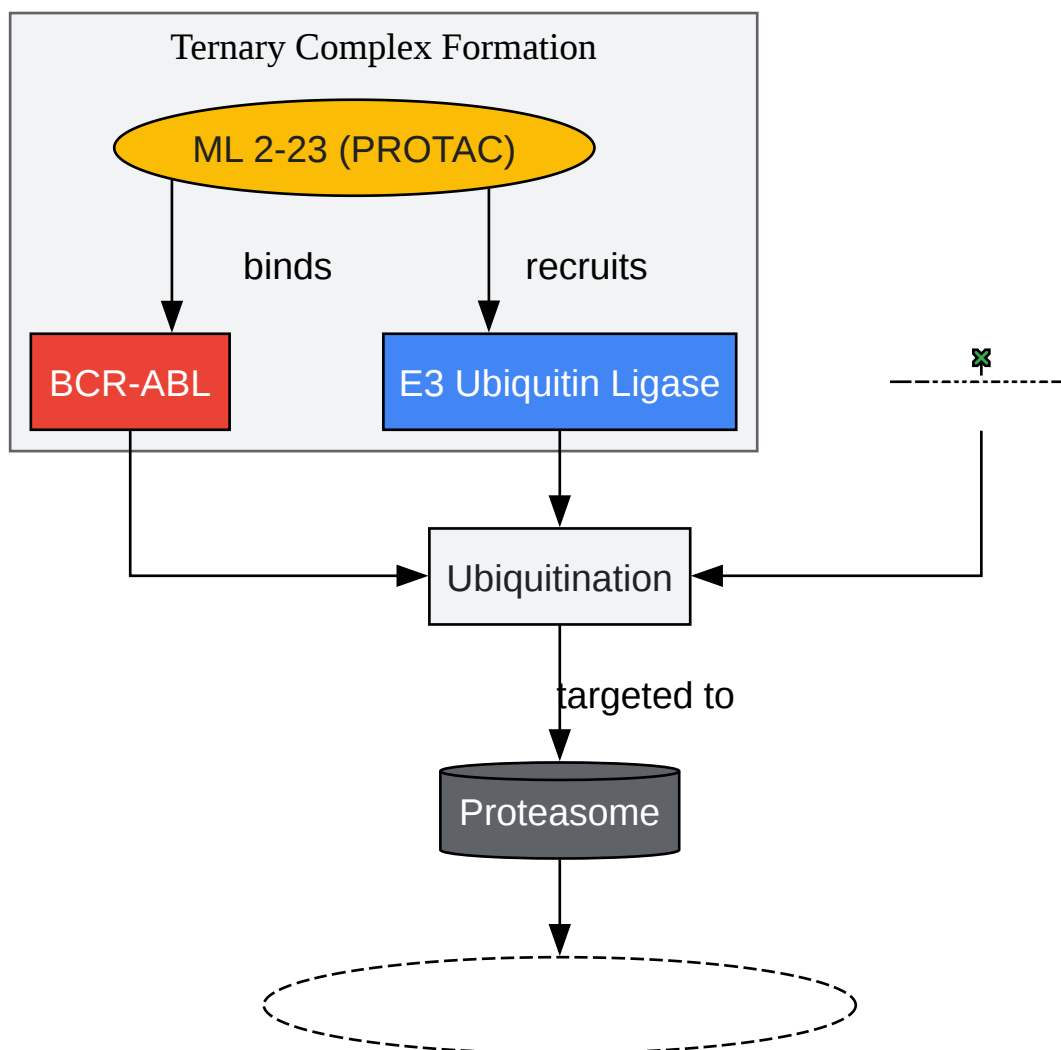 Ternary Complex Formation
ML 2-23 (PROTAC)
binds
recruits
BCR-ABL
E3 Ubiquitin Ligase
Ubiquitination
targeted to
Proteasome